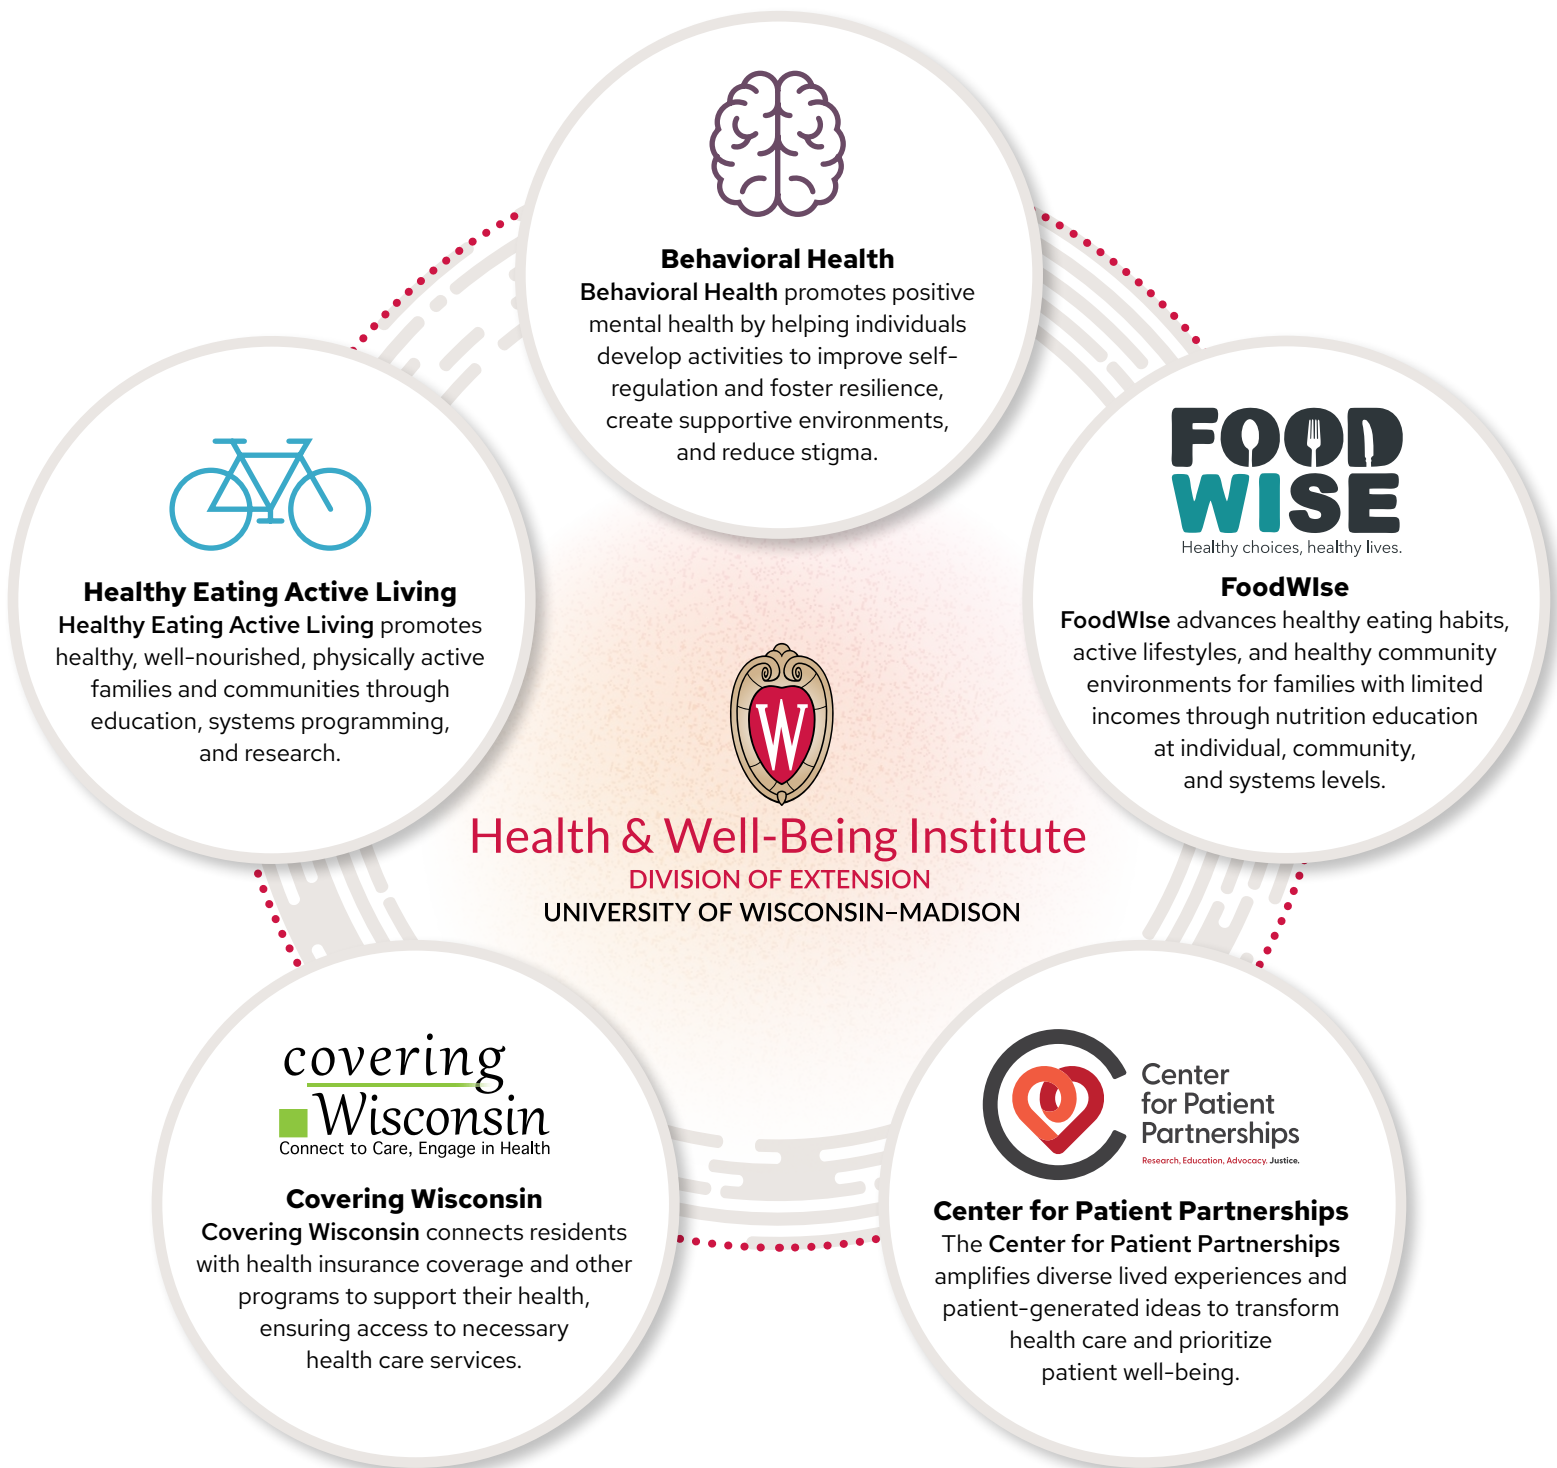 Behavioral Health
Behavioral Health promotes positive
mental health by helping individuals
develop activities to improve self-
regulation and foster resilience,
create supportive environments,
and reduce stigma.
FOOD
WISE
Healthy choices, healthy lives.
FoodWIse
FoodWIse advances healthy eating habits,
active lifestyles, and healthy community
environments for families with limited
incomes through nutrition education
at individual, community,
and systems levels.
Center
for Patient
Partnerships
Research, Education, Advocacy. Justice.
Center for Patient Partnerships
The Center for Patient Partnerships
amplifies diverse lived experiences and
patient-generated ideas to transform
health care and prioritize
patient well-being.
covering
Wisconsin
Connect to Care, Engage in Health
Covering Wisconsin
Covering Wisconsin connects residents
with health insurance coverage and other
programs to support their health,
ensuring access to necessary
health care services.
Healthy Eating Active Living
Healthy Eating Active Living promotes
healthy, well-nourished, physically active
families and communities through
education, systems programming,
and research.
W
Health & Well-Being Institute
DIVISION OF EXTENSION
UNIVERSITY OF WISCONSIN–MADISON